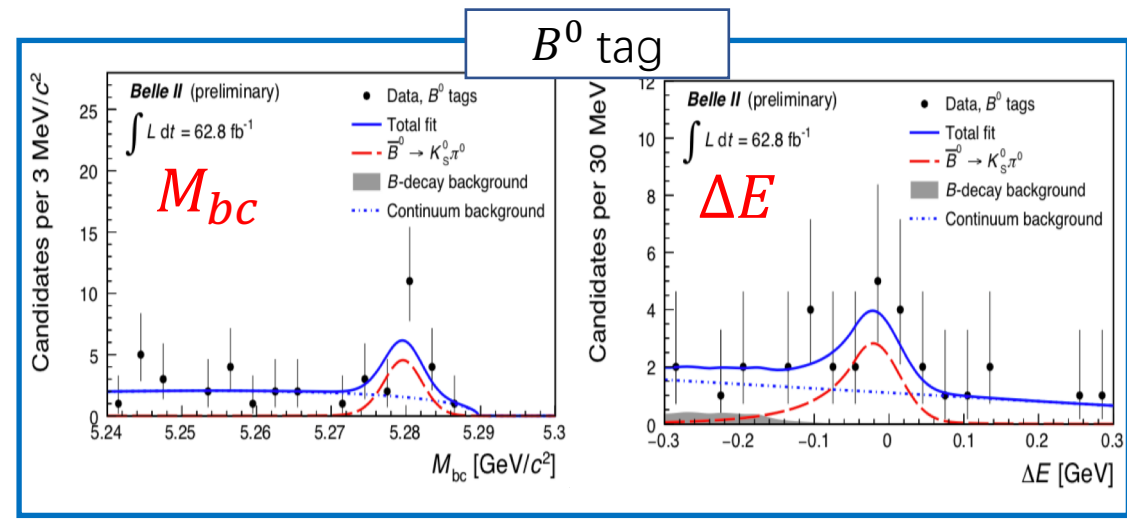 B⁰ tag
Candidates per 3 MeV/c²
25
20
15
10
5
0
Belle II (preliminary)
∫ L dt = 62.8 fb⁻¹
M_bc
Data, B⁰ tags
Total fit
B̅⁰ → K⁰_S π⁰
B-decay background
Continuum background
5.24 5.25 5.26 5.27 5.28 5.29 5.3
M_bc [GeV/c²]
Candidates per 30 MeV
12
10
8
6
4
2
0
Belle II (preliminary)
∫ L dt = 62.8 fb⁻¹
ΔE
Data, B⁰ tags
Total fit
B̅⁰ → K⁰_S π⁰
B-decay background
Continuum background
−0.3 −0.2 −0.1 0 0.1 0.2 0.3
ΔE [GeV]